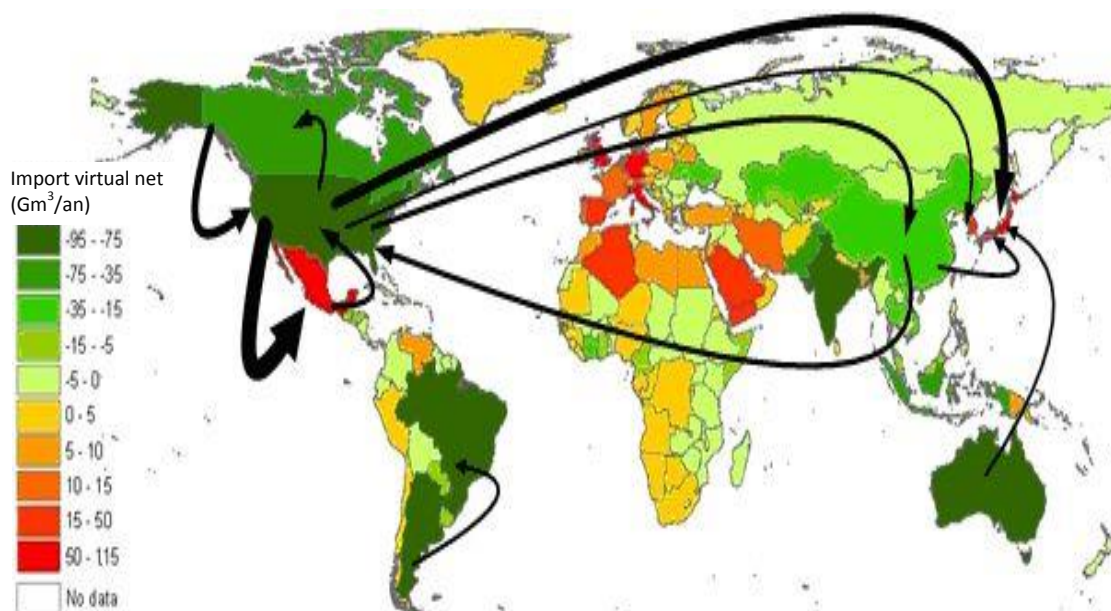 Import virtual net
(Gm³/an)
-95 - -75
-75 - -35
-35 - -15
-15 - -5
-5 - 0
0 - 5
5 - 10
10 - 15
15 - 50
50 - 115
No data